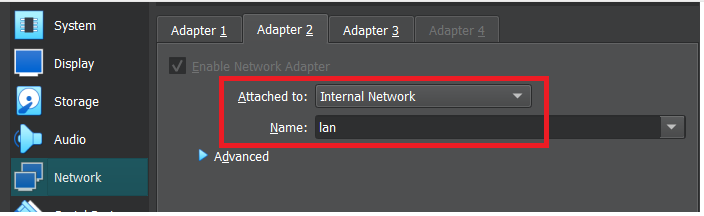 System
Display
Storage
Audio
Network
Adapter 1 Adapter 2 Adapter 3 Adapter 4
Enable Network Adapter
Attached to: Internal Network
Name: lan
Advanced